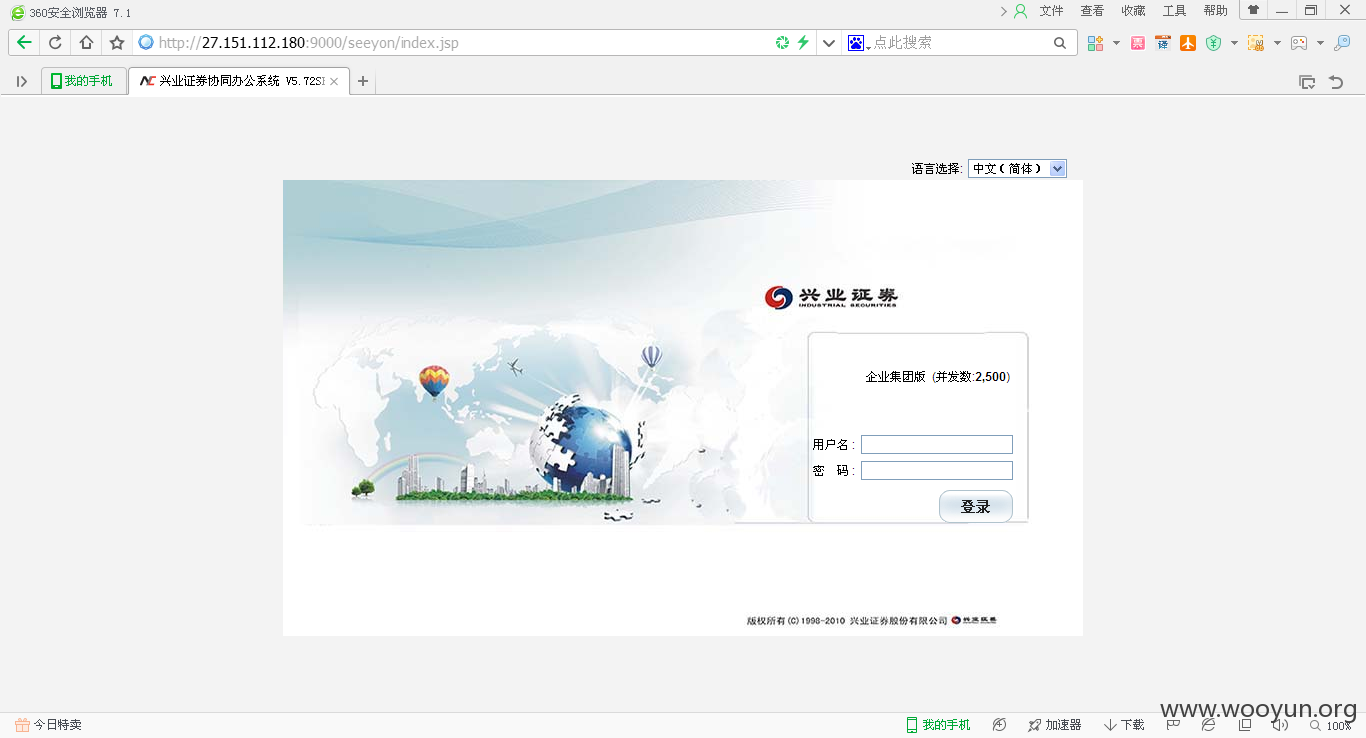 360安全浏览器 7.1
文件 查看 收藏 工具 帮助
http://27.151.112.180:9000/seeyon/index.jsp
点此搜索
我的手机
兴业证券协同办公系统 V5.72S
语言选择: 中文（简体）
兴业证券
INDUSTRIAL SECURITIES
企业集团版 (并发数:2,500)
用户名：
密 码：
登录
版权所有(C)1998-2010 兴业证券股份有限公司 兴业证券
今日特卖
我的手机
加速器
下载
100%
www.wooyun.org